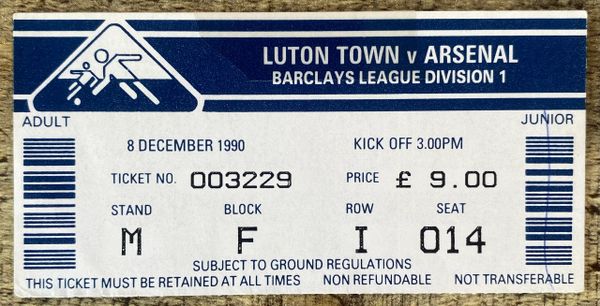 LUTON TOWN v ARSENAL
BARCLAYS LEAGUE DIVISION 1
ADULT JUNIOR
8 DECEMBER 1990 KICK OFF 3.00PM
TICKET NO. 003229 PRICE £ 9.00
STAND BLOCK ROW SEAT
M F I 014
SUBJECT TO GROUND REGULATIONS
THIS TICKET MUST BE RETAINED AT ALL TIMES NON REFUNDABLE NOT TRANSFERABLE